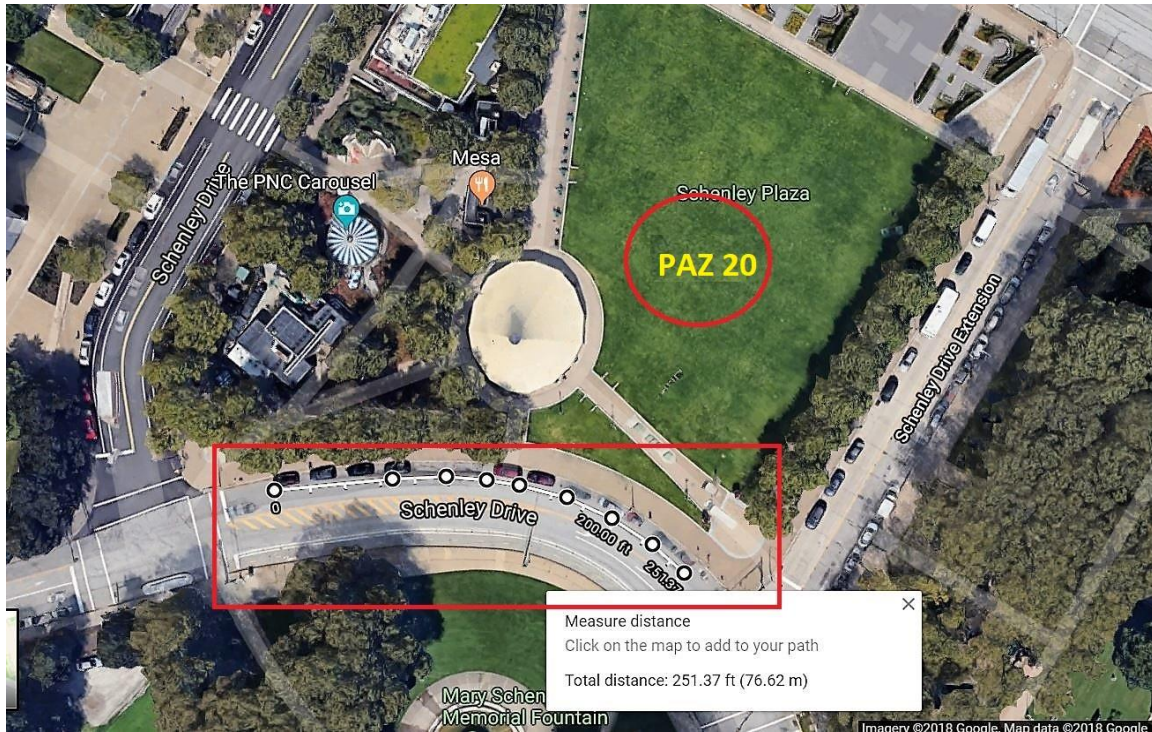 Mesa
The PNC Carousel
Schenley Plaza
Schenley Drive
PAZ 20
Schenley Drive Extension
0
Schenley Drive
200.00 ft
251.37
Measure distance
Click on the map to add to your path
Total distance: 251.37 ft (76.62 m)
Mary Schen
Memorial Fountain
Imagery ©2018 Google, Map data ©2018 Google